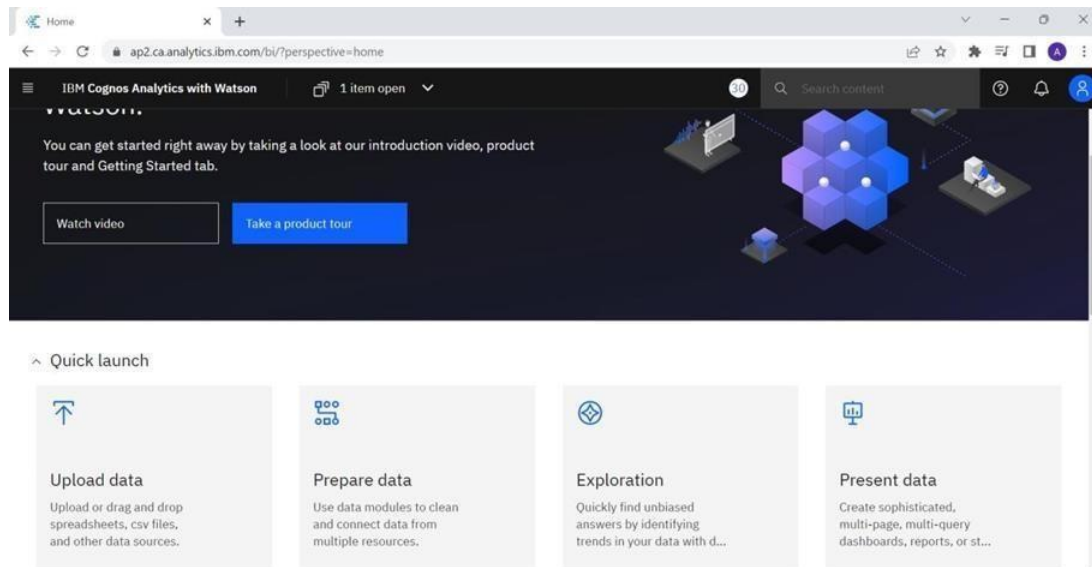 Home
ap2.ca.analytics.ibm.com/bi/?perspective=home
A
IBM Cognos Analytics with Watson
1 item open
30
Search content
Watson.
You can get started right away by taking a look at our introduction video, product
tour and Getting Started tab.
Watch video
Take a product tour
Quick launch
Upload data
Upload or drag and drop
spreadsheets, csv files,
and other data sources.
Prepare data
Use data modules to clean
and connect data from
multiple resources.
Exploration
Quickly find unbiased
answers by identifying
trends in your data with d...
Present data
Create sophisticated,
multi-page, multi-query
dashboards, reports, or st...